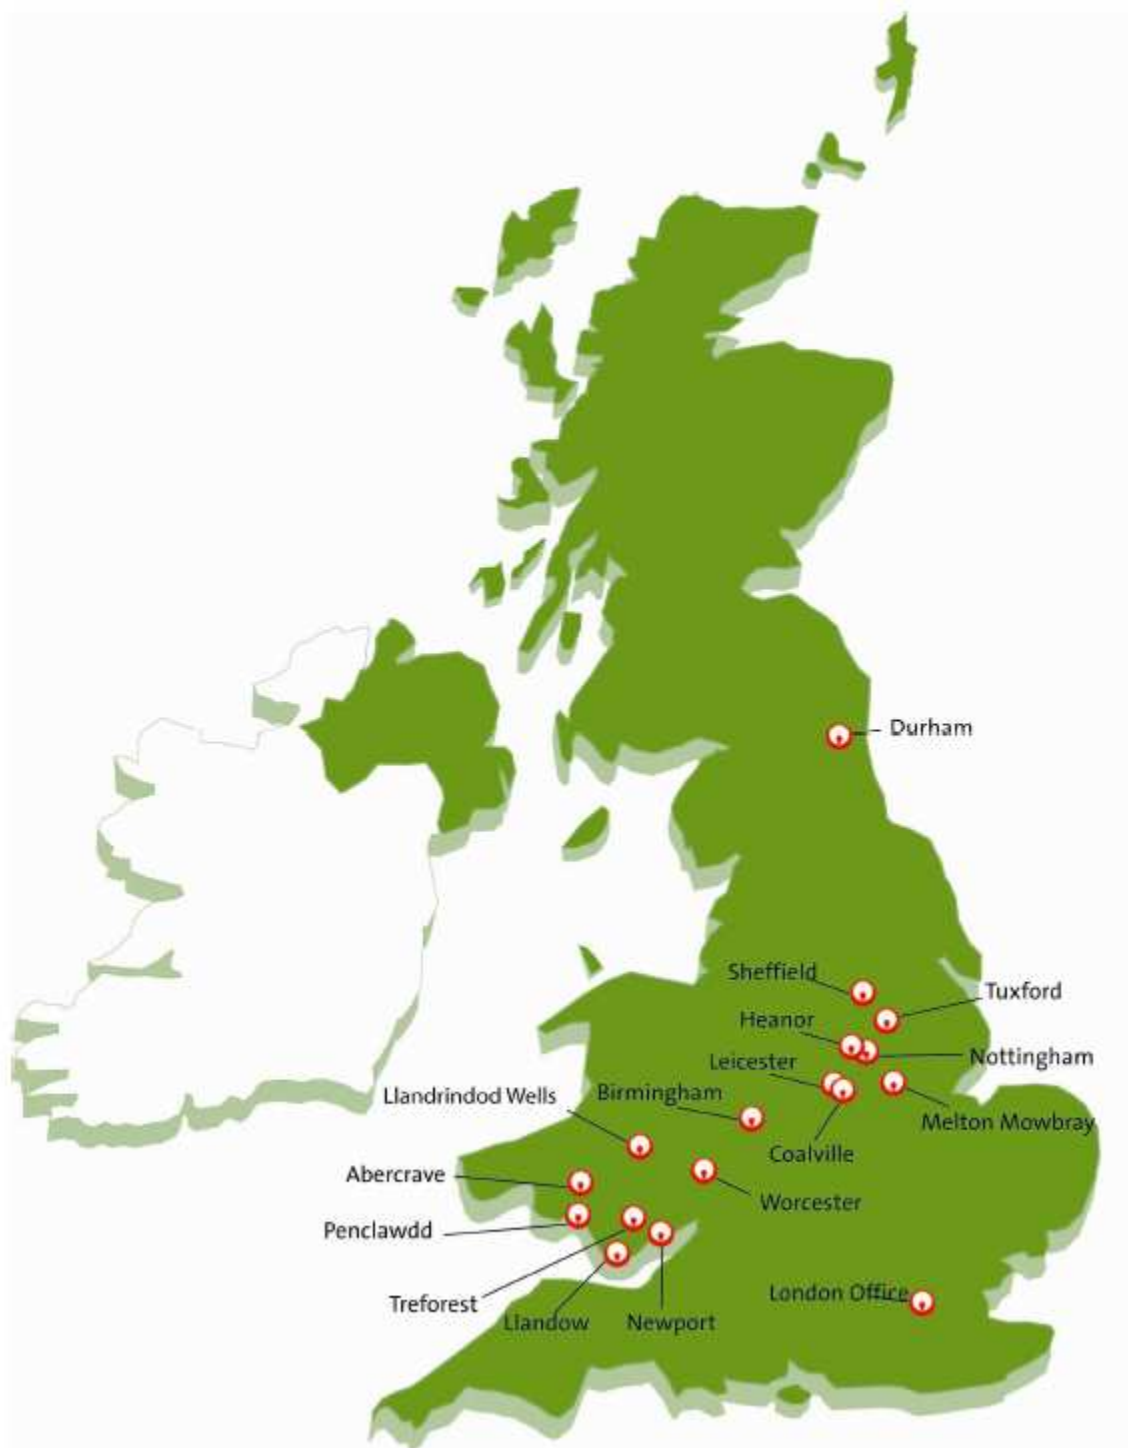 Durham
Sheffield
Tuxford
Heanor
Nottingham
Leicester
Birmingham
Llandrindod Wells
Melton Mowbray
Coalville
Abercrave
Worcester
Penclawdd
London Office
Treforest
Llandow
Newport